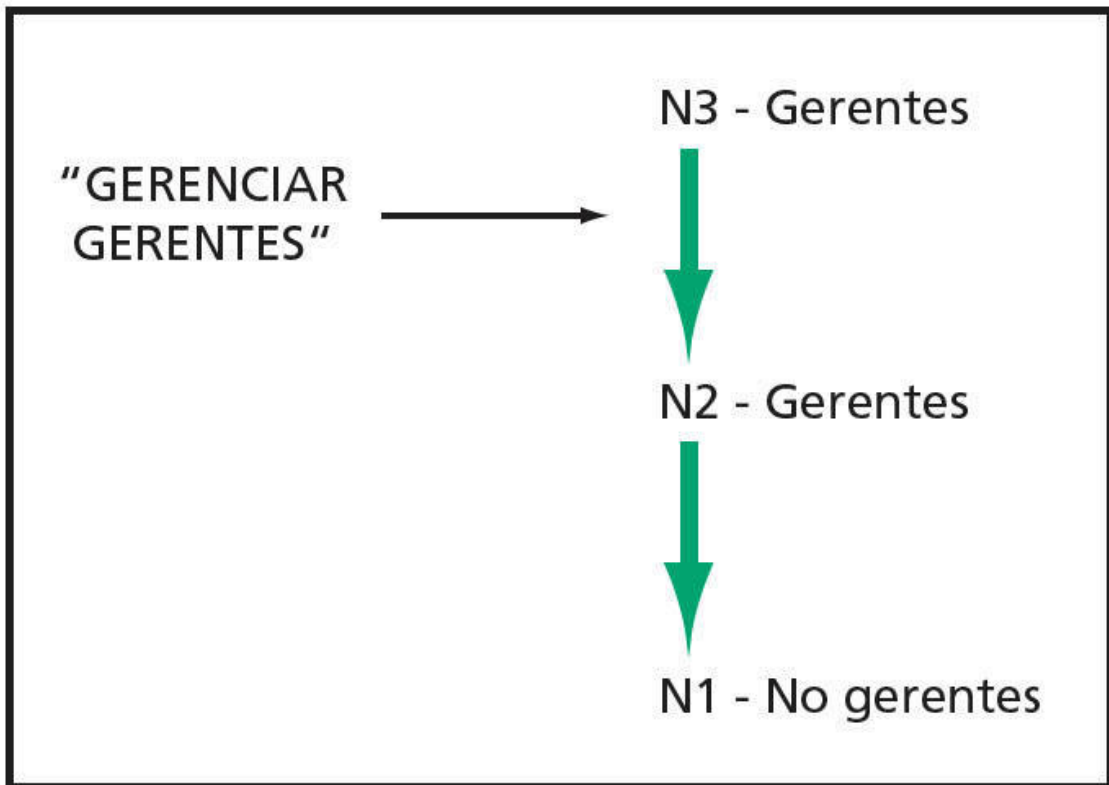 N3 - Gerentes
“GERENCIAR
GERENTES“
N2 - Gerentes
N1 - No gerentes